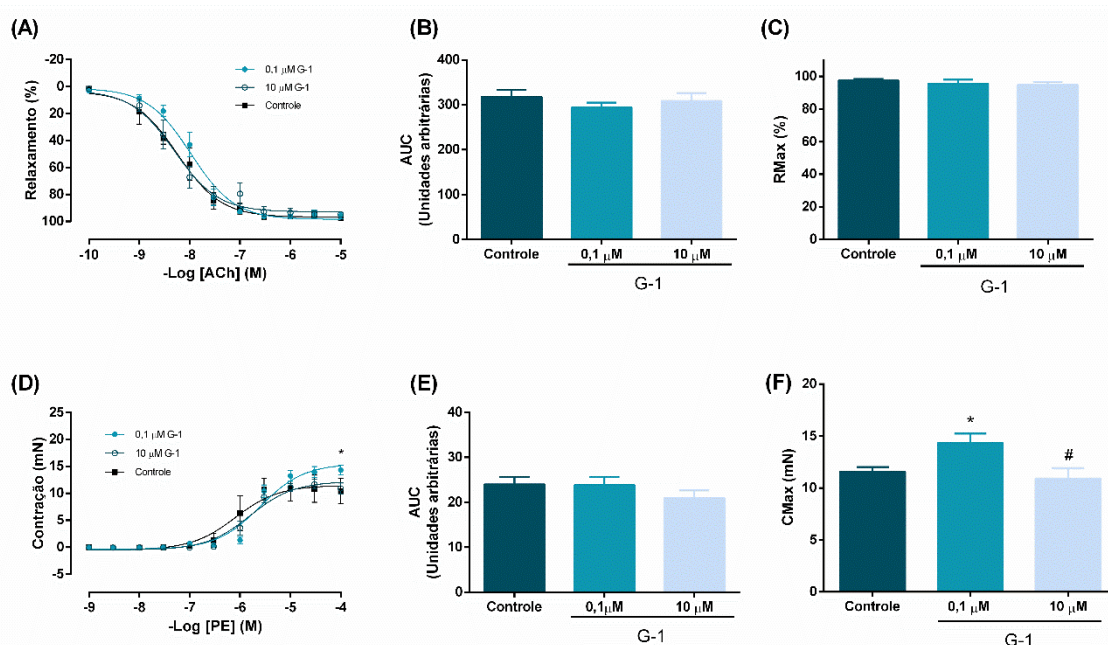 (A)
-20
0
20
40
60
80
100
Relaxamento (%)
0,1 µM G-1
10 µM G-1
Controle
-10 -9 -8 -7 -6 -5
-Log [ACh] (M)
(B)
400
300
200
100
0
AUC
(Unidades arbitrárias)
Controle 0,1 µM 10 µM
G-1
(C)
100
80
60
40
20
0
RMax (%)
Controle 0,1 µM 10 µM
G-1
(D)
25
20
15
10
5
0
-5
Contração (mN)
0,1 µM G-1
10 µM G-1
Controle
*
-9 -8 -7 -6 -5 -4
-Log [PE] (M)
(E)
40
30
20
10
0
AUC
(Unidades arbitrárias)
Controle 0,1µM 10 µM
G-1
(F)
20
15
10
5
0
CMax (mN)
*
#
Controle 0,1 µM 10 µM
G-1